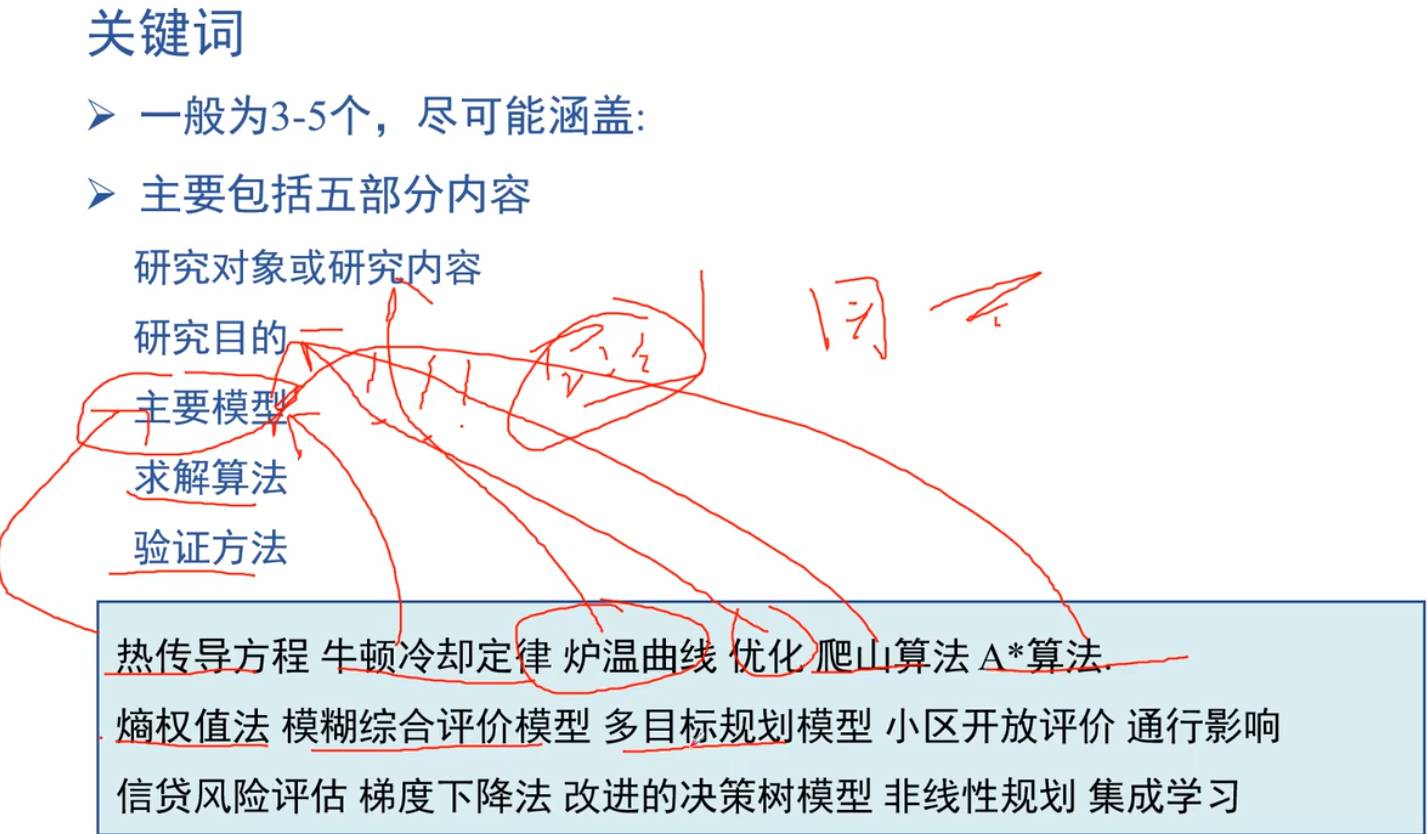 关键词
➢ 一般为3-5个，尽可能涵盖:
➢ 主要包括五部分内容
研究对象或研究内容
研究目的
主要模型
求解算法
验证方法
热传导方程 牛顿冷却定律 炉温曲线 优化 爬山算法 A*算法.
熵权值法 模糊综合评价模型 多目标规划模型 小区开放评价 通行影响
信贷风险评估 梯度下降法 改进的决策树模型 非线性规划 集成学习